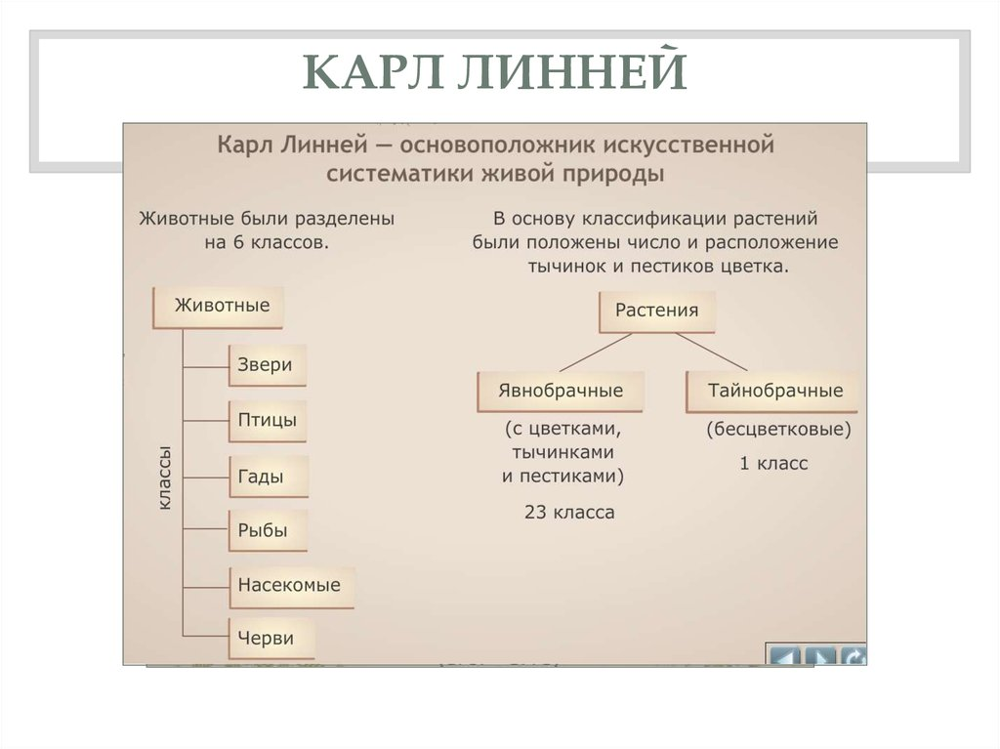 КАРЛ ЛИННЕЙ
Карл Линней — основоположник искусственной
систематики живой природы
Животные были разделены
на 6 классов.
Животные
классы
Звери
Птицы
Гады
Рыбы
Насекомые
Черви
В основу классификации растений
были положены число и расположение
тычинок и пестиков цветка.
Растения
Явнобрачные
(с цветками,
тычинками
и пестиками)
23 класса
Тайнобрачные
(бесцветковые)
1 класс